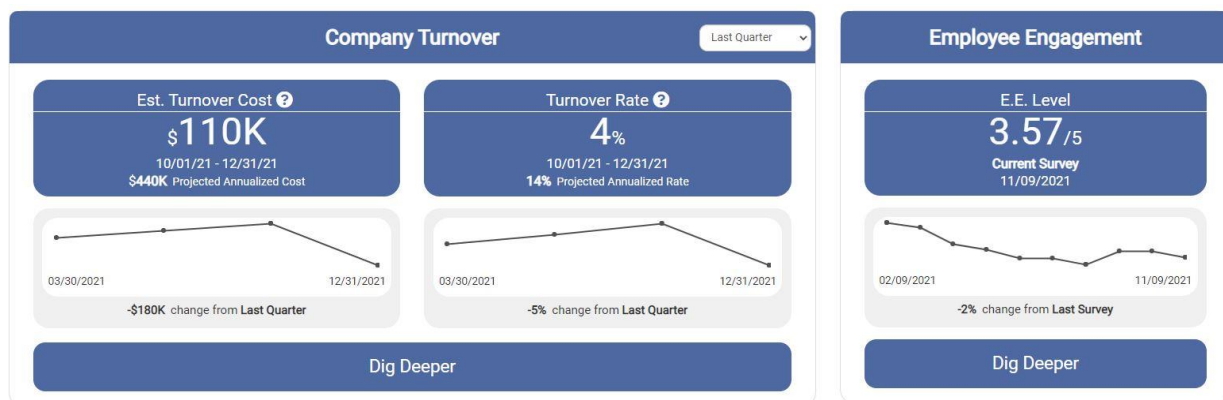 Company Turnover
Last Quarter
Est. Turnover Cost ?
$110K
10/01/21 - 12/31/21
$440K Projected Annualized Cost
03/30/2021 12/31/2021
-$180K change from Last Quarter
Turnover Rate ?
4%
10/01/21 - 12/31/21
14% Projected Annualized Rate
03/30/2021 12/31/2021
-5% change from Last Quarter
Dig Deeper
Employee Engagement
E.E. Level
3.57/5
Current Survey
11/09/2021
02/09/2021 11/09/2021
-2% change from Last Survey
Dig Deeper